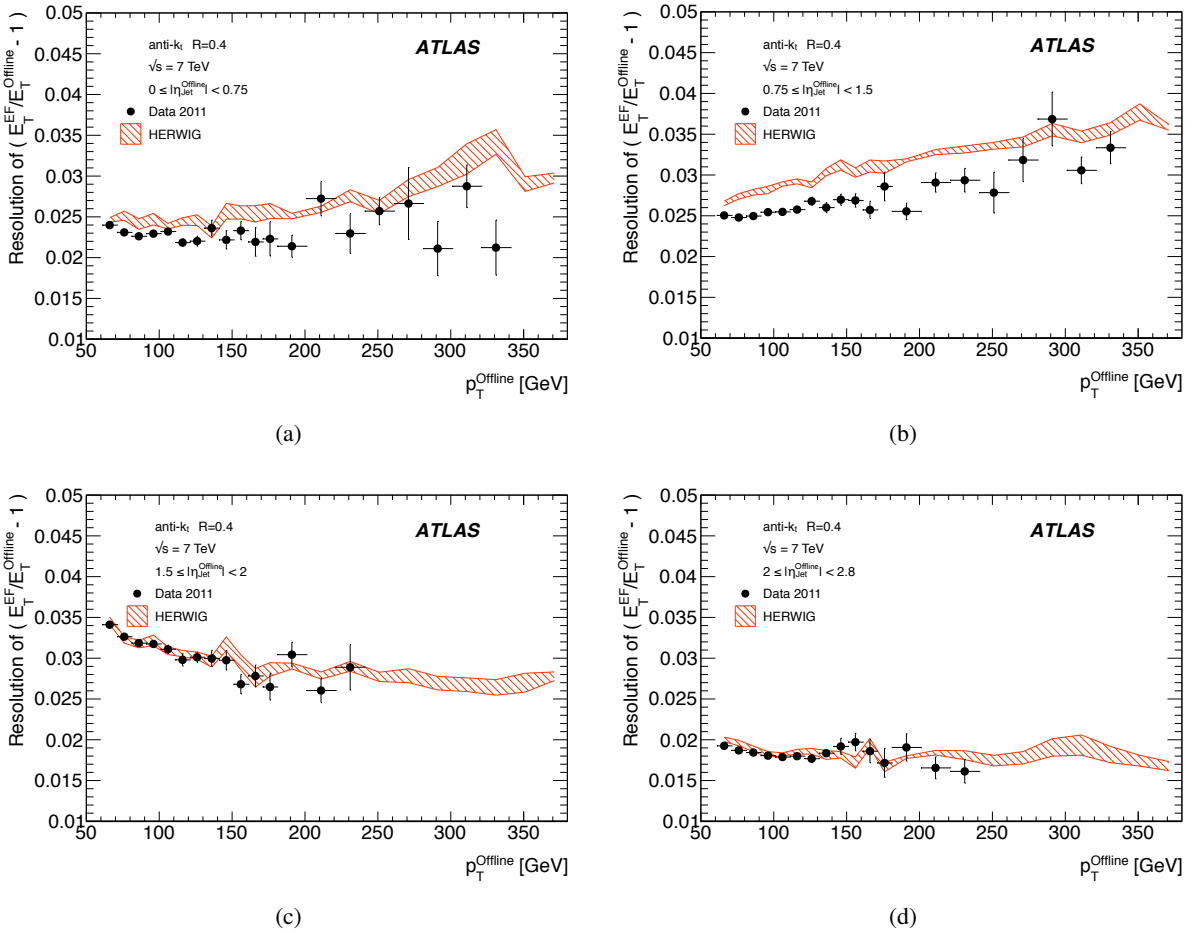 Resolution of ( E_T^EF/E_T^Offline - 1 )
0.05
0.045
0.04
0.035
0.03
0.025
0.02
0.015
0.01
anti-k_t R=0.4
√s = 7 TeV
0 ≤ |η_Jet^Offline| < 0.75
Data 2011
HERWIG
ATLAS
50 100 150 200 250 300 350
p_T^Offline [GeV]
(a)
Resolution of ( E_T^EF/E_T^Offline - 1 )
0.05
0.045
0.04
0.035
0.03
0.025
0.02
0.015
0.01
anti-k_t R=0.4
√s = 7 TeV
0.75 ≤ |η_Jet^Offline| < 1.5
Data 2011
HERWIG
ATLAS
50 100 150 200 250 300 350
p_T^Offline [GeV]
(b)
Resolution of ( E_T^EF/E_T^Offline - 1 )
0.05
0.045
0.04
0.035
0.03
0.025
0.02
0.015
0.01
anti-k_t R=0.4
√s = 7 TeV
1.5 ≤ |η_Jet^Offline| < 2
Data 2011
HERWIG
ATLAS
50 100 150 200 250 300 350
p_T^Offline [GeV]
(c)
Resolution of ( E_T^EF/E_T^Offline - 1 )
0.05
0.045
0.04
0.035
0.03
0.025
0.02
0.015
0.01
anti-k_t R=0.4
√s = 7 TeV
2 ≤ |η_Jet^Offline| < 2.8
Data 2011
HERWIG
ATLAS
50 100 150 200 250 300 350
p_T^Offline [GeV]
(d)